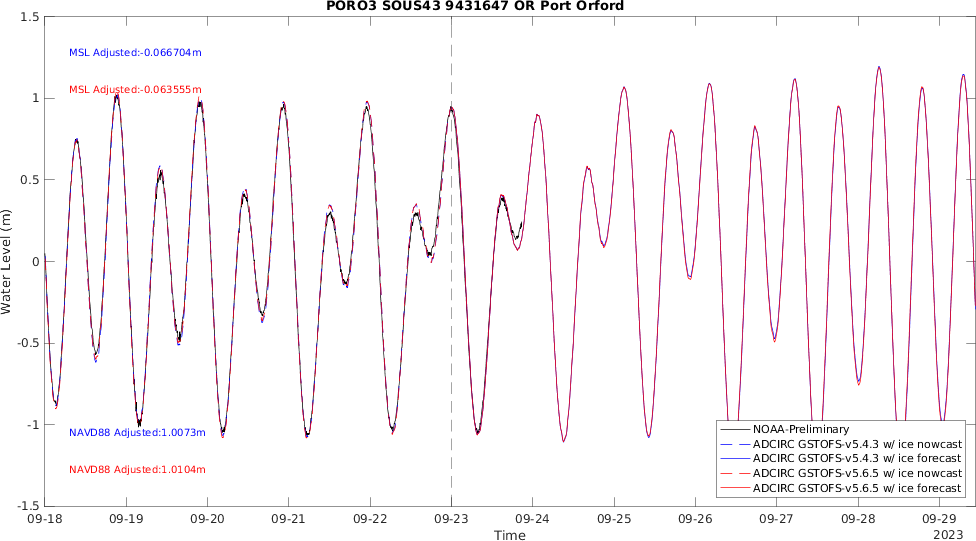 PORO3 SOUS43 9431647 OR Port Orford
1.5
1
0.5
0
-0.5
-1
-1.5
Water Level (m)
MSL Adjusted:-0.066704m
MSL Adjusted:-0.063555m
NAVD88 Adjusted:1.0073m
NAVD88 Adjusted:1.0104m
NOAA-Preliminary
ADCIRC GSTOFS-v5.4.3 w/ ice nowcast
ADCIRC GSTOFS-v5.4.3 w/ ice forecast
ADCIRC GSTOFS-v5.6.5 w/ ice nowcast
ADCIRC GSTOFS-v5.6.5 w/ ice forecast
09-18 09-19 09-20 09-21 09-22 09-23 09-24 09-25 09-26 09-27 09-28 09-29
Time
2023